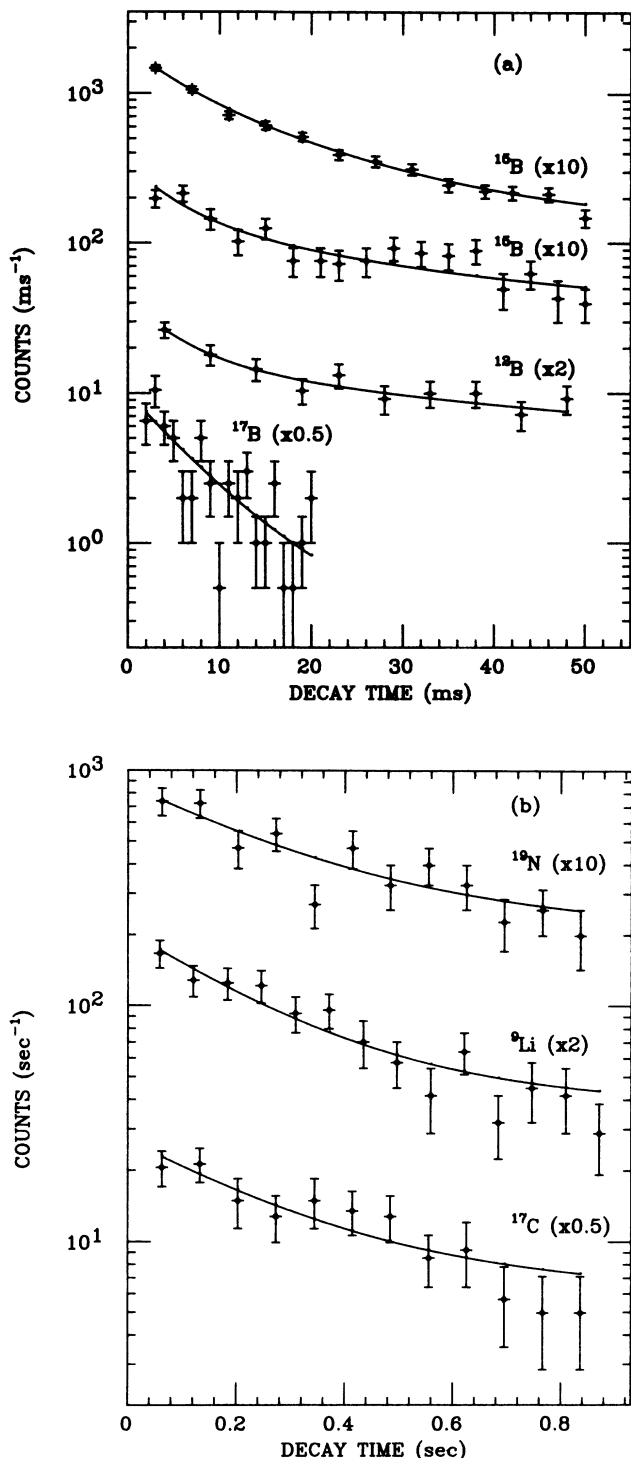 (a)
10³
10²
10¹
10⁰
¹⁵B (x10)
¹⁵B (x10)
¹³B (x2)
¹⁷B (x0.5)
COUNTS (ms⁻¹)
0 10 20 30 40 50
DECAY TIME (ms)
(b)
10³
10²
10¹
¹⁹N (x10)
⁹Li (x2)
¹⁷C (x0.5)
COUNTS (sec⁻¹)
0 0.2 0.4 0.6 0.8
DECAY TIME (sec)